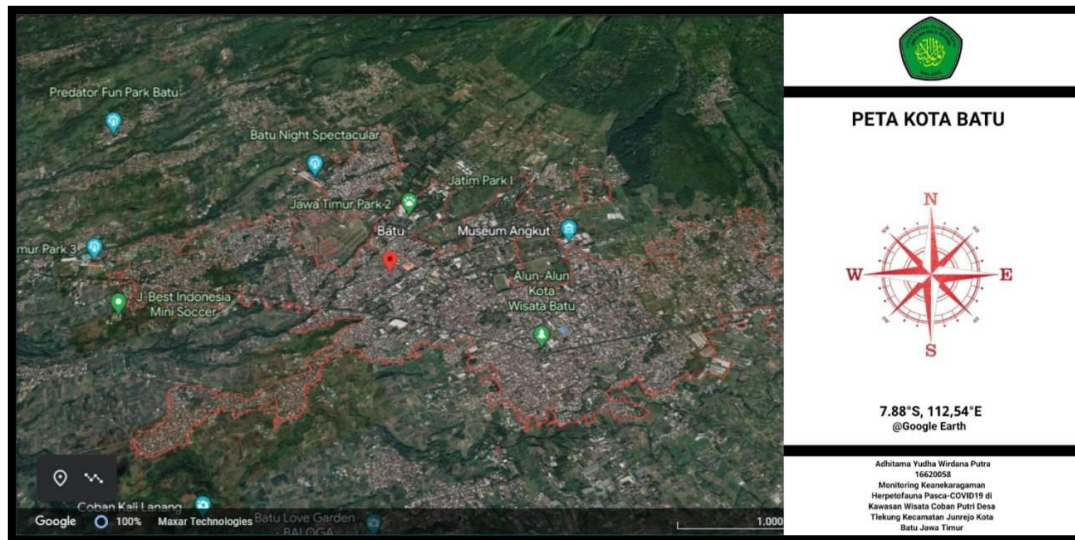 Predator Fun Park Batu
Batu Night Spectacular
Jatim Park I
Jawa Timur Park 2
Batu
Museum Angkut
mur Park 3
Alun-Alun
Kota
Wisata Batu
J-Best Indonesia
Mini Soccer
Coban Kali Lanang
Batu Love Garden
- BALOGA
Google 100% Maxar Technologies
1.000
MALANG
PETA KOTA BATU
N
W E
S
7.88°S, 112,54°E
@Google Earth
Adhitama Yudha Wirdana Putra
16620058
Monitoring Keanekaragaman
Herpetofauna Pasca-COVID19 di
Kawasan Wisata Coban Putri Desa
Tlekung Kecamatan Junrejo Kota
Batu Jawa Timur